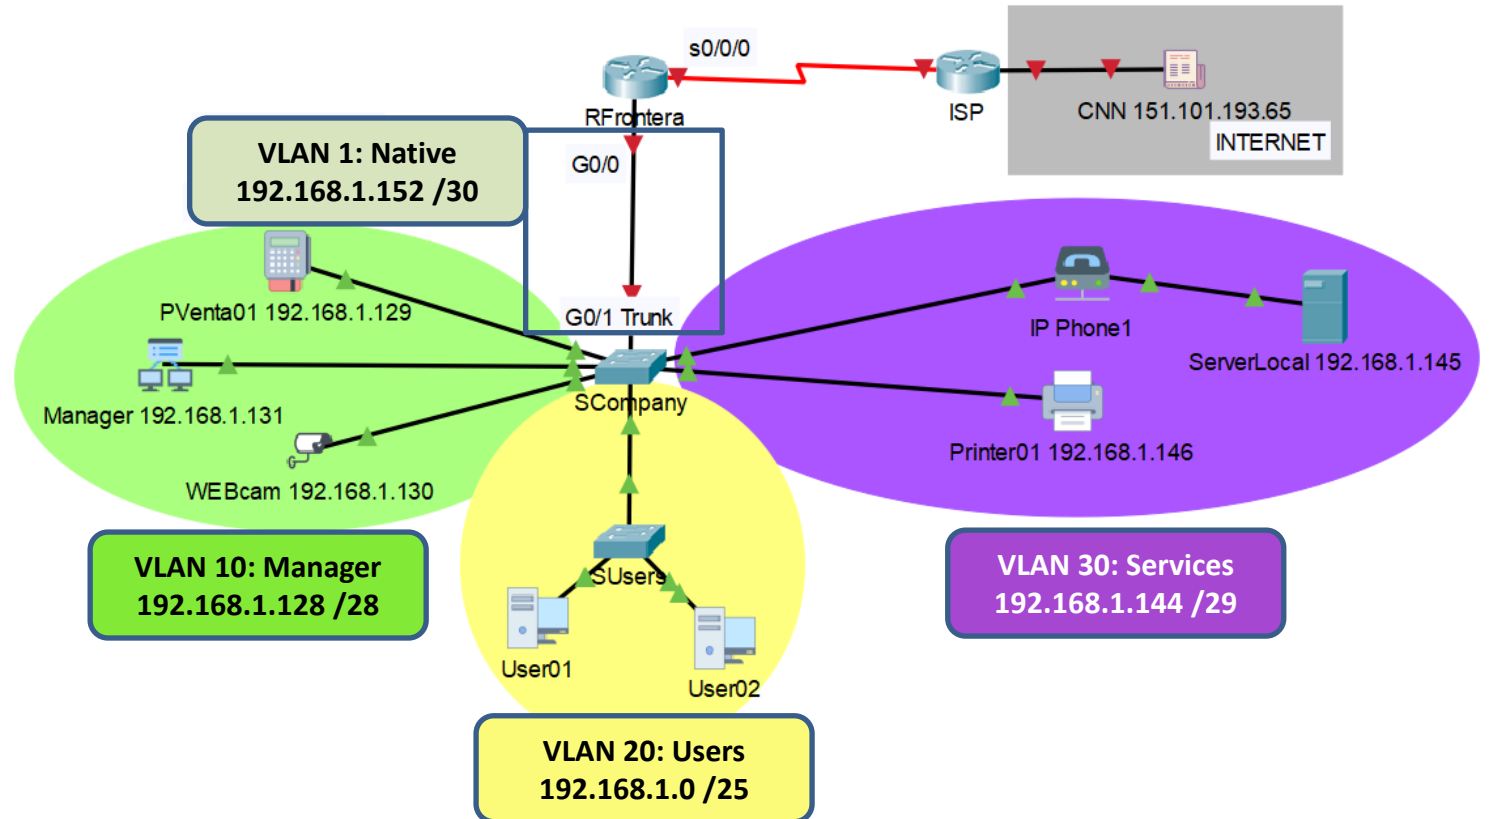 s0/0/0
RFrontera
ISP
CNN 151.101.193.65
INTERNET
G0/0
VLAN 1: Native
192.168.1.152 /30
G0/1 Trunk
PVenta01 192.168.1.129
Manager 192.168.1.131
WEBcam 192.168.1.130
SCompany
IP Phone1
ServerLocal 192.168.1.145
Printer01 192.168.1.146
VLAN 10: Manager
192.168.1.128 /28
SUsers
User01
User02
VLAN 30: Services
192.168.1.144 /29
VLAN 20: Users
192.168.1.0 /25